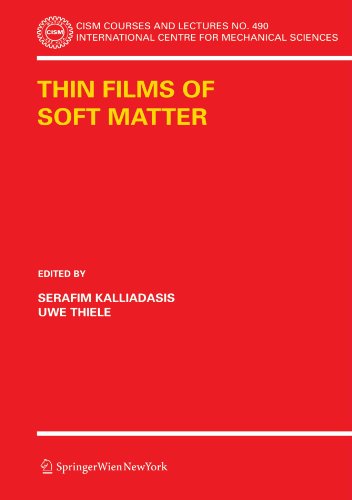 CISM
CISM COURSES AND LECTURES NO. 490
INTERNATIONAL CENTRE FOR MECHANICAL SCIENCES
THIN FILMS OF
SOFT MATTER
EDITED BY
SERAFIM KALLIADASIS
UWE THIELE
SpringerWienNewYork